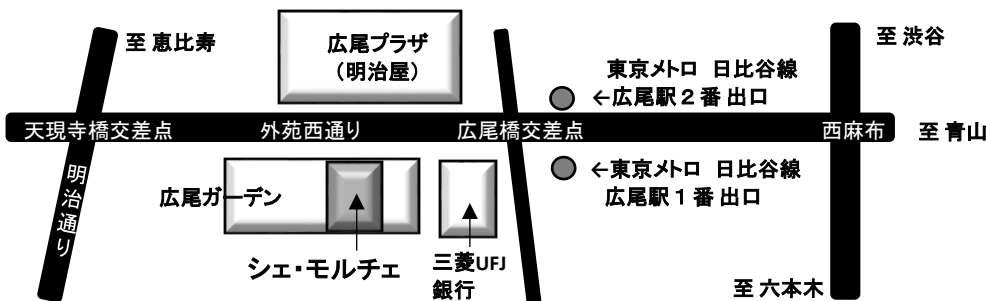 至 恵比寿
広尾プラザ
（明治屋）
至 渋谷
東京メトロ 日比谷線
←広尾駅２番 出口
天現寺橋交差点
外苑西通り
広尾橋交差点
西麻布
至 青山
明治通り
広尾ガーデン
←東京メトロ 日比谷線
広尾駅１番 出口
シェ・モルチェ
三菱UFJ
銀行
至 六本木